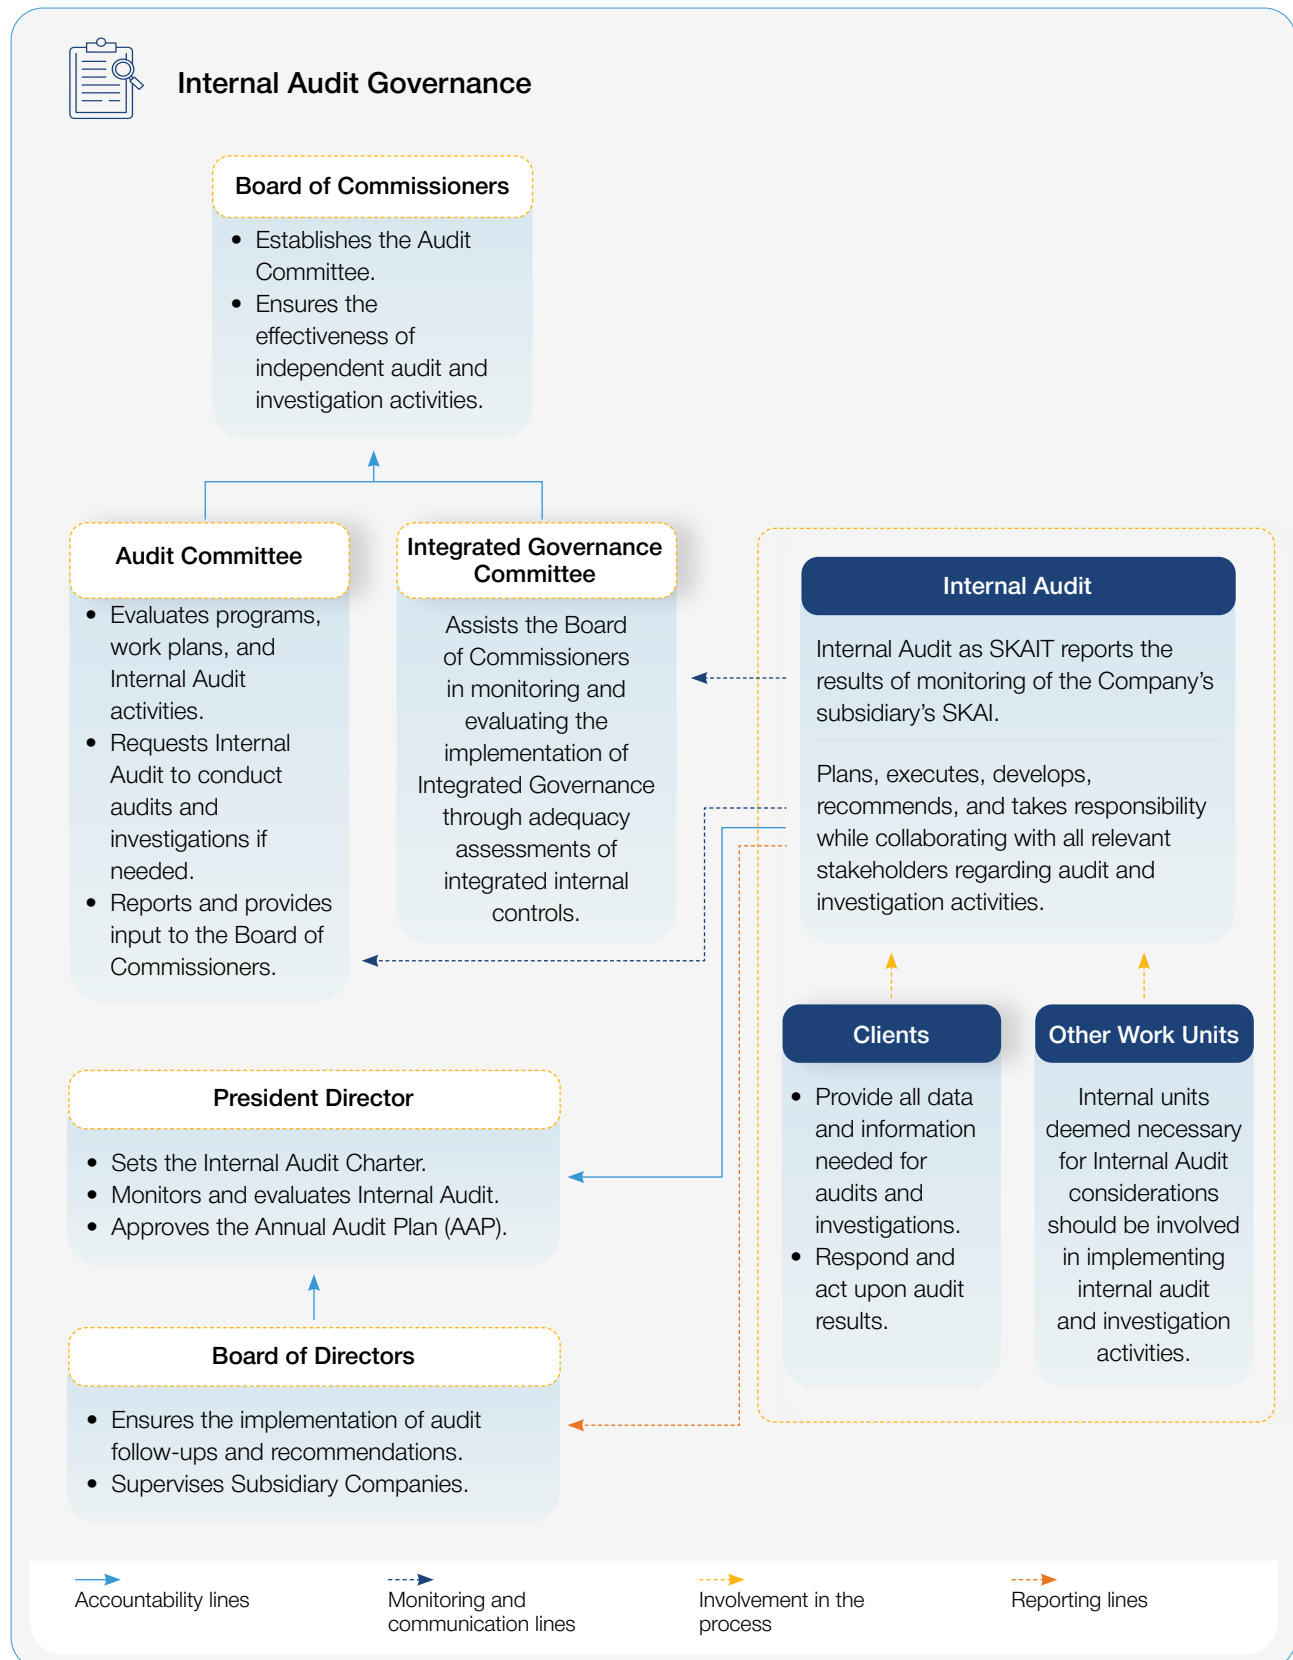 Internal Audit Governance
Board of Commissioners
• Establishes the Audit
Committee.
• Ensures the
effectiveness of
independent audit and
investigation activities.
Audit Committee
• Evaluates programs,
work plans, and
Internal Audit
activities.
• Requests Internal
Audit to conduct
audits and
investigations if
needed.
• Reports and provides
input to the Board of
Commissioners.
Integrated Governance
Committee
Assists the Board
of Commissioners
in monitoring and
evaluating the
implementation of
Integrated Governance
through adequacy
assessments of
integrated internal
controls.
Internal Audit
Internal Audit as SKAIT reports the
results of monitoring of the Company's
subsidiary's SKAI.
Plans, executes, develops,
recommends, and takes responsibility
while collaborating with all relevant
stakeholders regarding audit and
investigation activities.
Clients
• Provide all data
and information
needed for
audits and
investigations.
• Respond and
act upon audit
results.
Other Work Units
Internal units
deemed necessary
for Internal Audit
considerations
should be involved
in implementing
internal audit
and investigation
activities.
President Director
• Sets the Internal Audit Charter.
• Monitors and evaluates Internal Audit.
• Approves the Annual Audit Plan (AAP).
Board of Directors
• Ensures the implementation of audit
follow-ups and recommendations.
• Supervises Subsidiary Companies.
Accountability lines
Monitoring and
communication lines
Involvement in the
process
Reporting lines